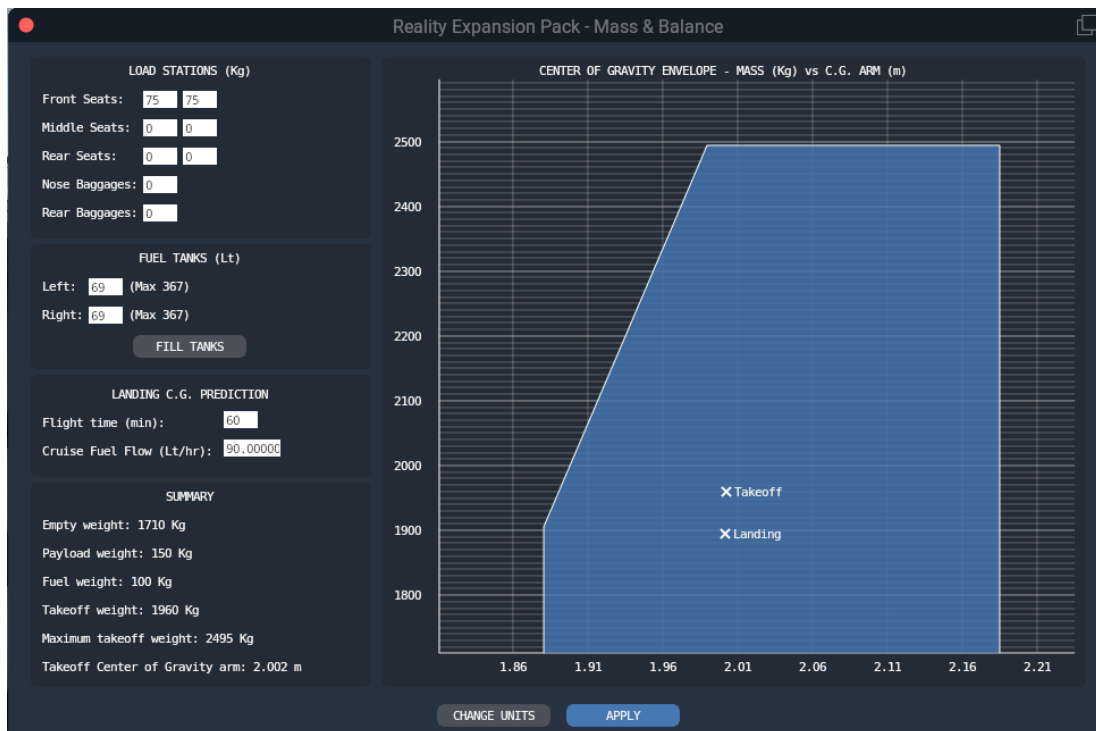 Reality Expansion Pack - Mass & Balance
LOAD STATIONS (Kg)
Front Seats: 75 75
Middle Seats: 0 0
Rear Seats: 0 0
Nose Baggages: 0
Rear Baggages: 0
FUEL TANKS (Lt)
Left: 69 (Max 367)
Right: 69 (Max 367)
FILL TANKS
LANDING C.G. PREDICTION
Flight time (min): 60
Cruise Fuel Flow (Lt/hr): 90.00000
SUMMARY
Empty weight: 1710 Kg
Payload weight: 150 Kg
Fuel weight: 100 Kg
Takeoff weight: 1960 Kg
Maximum takeoff weight: 2495 Kg
Takeoff Center of Gravity arm: 2.002 m
CENTER OF GRAVITY ENVELOPE - MASS (Kg) vs C.G. ARM (m)
2500
2400
2300
2200
2100
2000
1900
1800
Takeoff
Landing
1.86 1.91 1.96 2.01 2.06 2.11 2.16 2.21
CHANGE UNITS APPLY